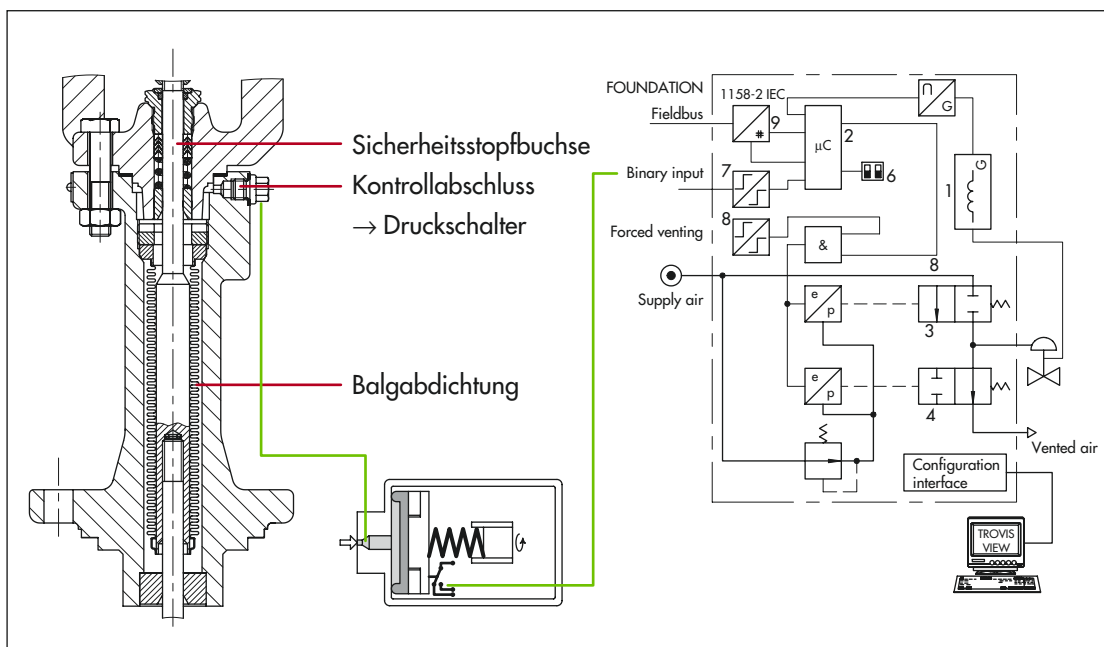 Sicherheitsstopfbuchse
Kontrollabschluss
→ Druckschalter
Balgabdichtung
FOUNDATION
1158-2 IEC
Fieldbus
#
9
µC
2
G
6
Binary input
7
Forced venting
8
&
8
1
G
Supply air
e
p
3
e
p
4
Vented air
Configuration
interface
TROVIS
VIEW